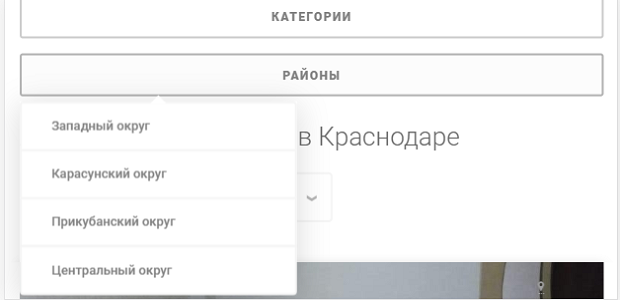 КАТЕГОРИИ
РАЙОНЫ
Западный округ
в Краснодаре
Карасунский округ
Прикубанский округ
Центральный округ